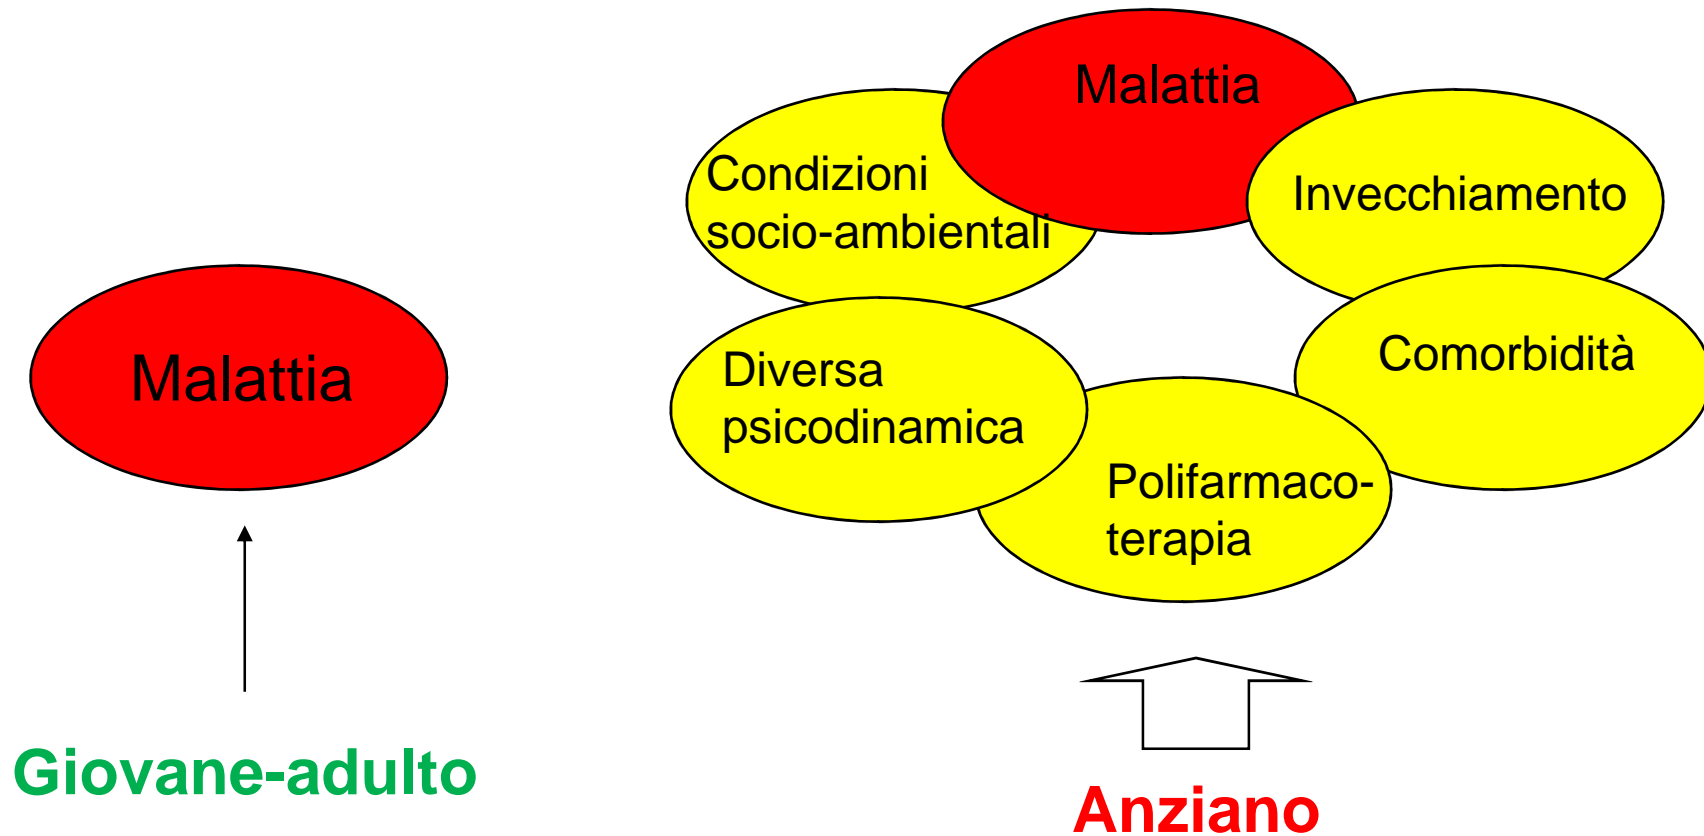 Malattia
Giovane-adulto
Malattia
Condizioni
socio-ambientali
Invecchiamento
Diversa
psicodinamica
Comorbidità
Polifarmaco-
terapia
Anziano